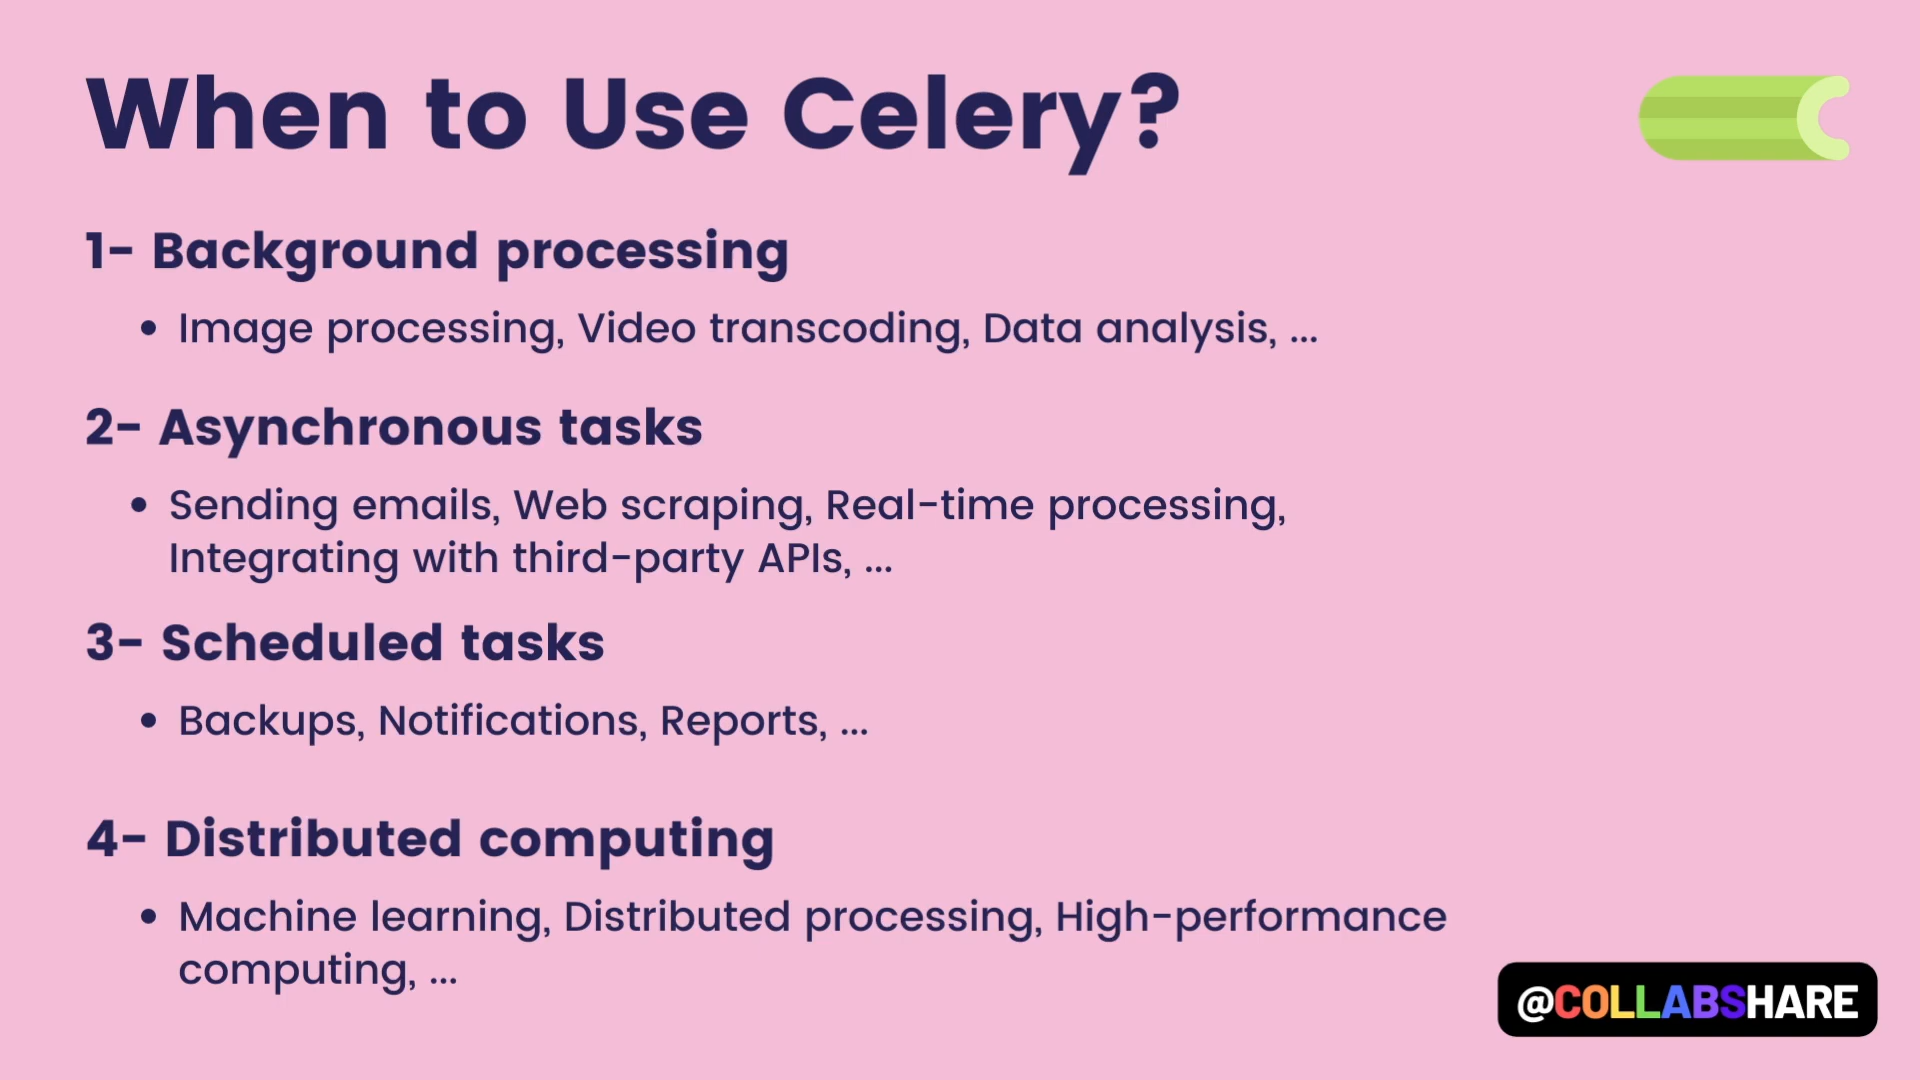 When to Use Celery?
1- Background processing
• Image processing, Video transcoding, Data analysis, ...
2- Asynchronous tasks
• Sending emails, Web scraping, Real-time processing,
Integrating with third-party APIs, ...
3- Scheduled tasks
• Backups, Notifications, Reports, ...
4- Distributed computing
• Machine learning, Distributed processing, High-performance
computing, ...
@COLLABSHARE